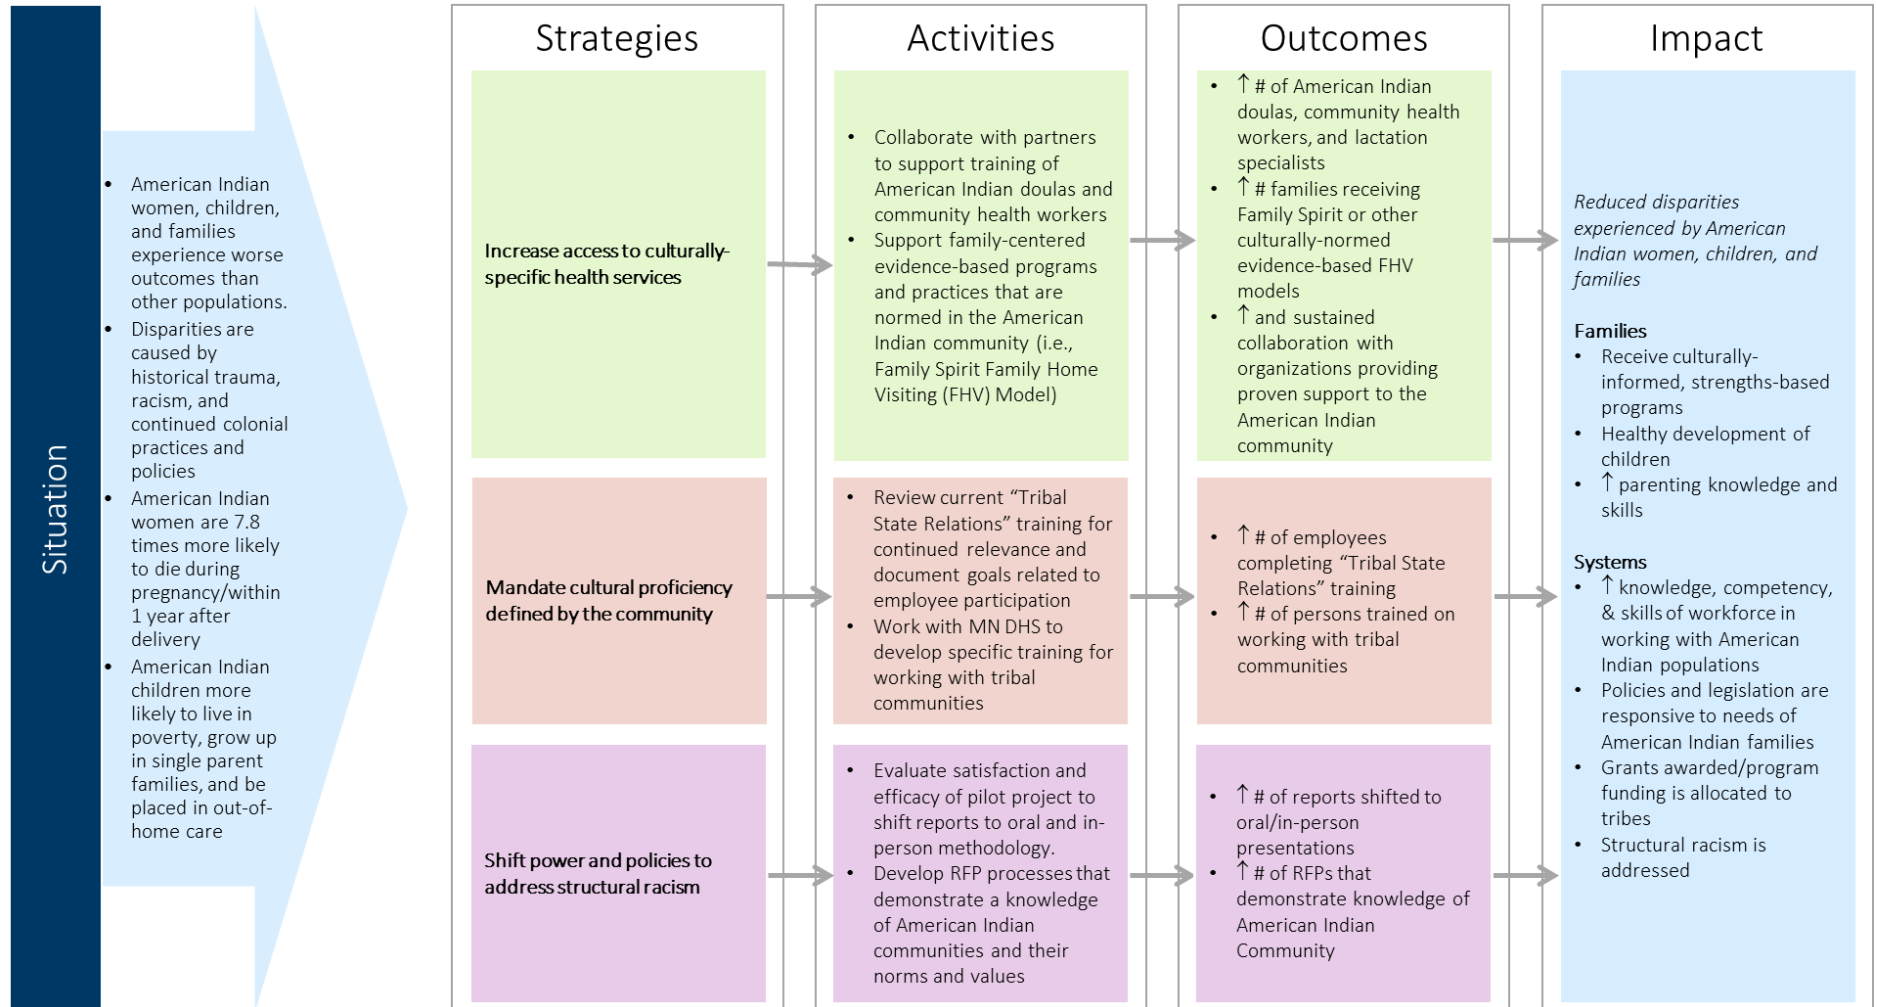 Situation
• American Indian
women, children,
and families
experience worse
outcomes than
other populations.
• Disparities are
caused by
historical trauma,
racism, and
continued colonial
practices and
policies
• American Indian
women are 7.8
times more likely
to die during
pregnancy/within
1 year after
delivery
• American Indian
children more
likely to live in
poverty, grow up
in single parent
families, and be
placed in out-of-
home care
Strategies
Increase access to culturally-
specific health services
Mandate cultural proficiency
defined by the community
Shift power and policies to
address structural racism
Activities
• Collaborate with partners
to support training of
American Indian doulas and
community health workers
• Support family-centered
evidence-based programs
and practices that are
normed in the American
Indian community (i.e.,
Family Spirit Family Home
Visiting (FHV) Model)
• Review current “Tribal
State Relations” training for
continued relevance and
document goals related to
employee participation
• Work with MN DHS to
develop specific training for
working with tribal
communities
• Evaluate satisfaction and
efficacy of pilot project to
shift reports to oral and in-
person methodology.
• Develop RFP processes that
demonstrate a knowledge
of American Indian
communities and their
norms and values
Outcomes
• ↑ # of American Indian
doulas, community health
workers, and lactation
specialists
• ↑ # families receiving
Family Spirit or other
culturally-normed
evidence-based FHV
models
• ↑ and sustained
collaboration with
organizations providing
proven support to the
American Indian
community
• ↑ # of employees
completing “Tribal State
Relations” training
• ↑ # of persons trained on
working with tribal
communities
• ↑ # of reports shifted to
oral/in-person
presentations
• ↑ # of RFPs that
demonstrate knowledge of
American Indian
Community
Impact
Reduced disparities
experienced by American
Indian women, children, and
families
Families
• Receive culturally-
informed, strengths-based
programs
• Healthy development of
children
• ↑ parenting knowledge and
skills
Systems
• ↑ knowledge, competency,
& skills of workforce in
working with American
Indian populations
• Policies and legislation are
responsive to needs of
American Indian families
• Grants awarded/program
funding is allocated to
tribes
• Structural racism is
addressed